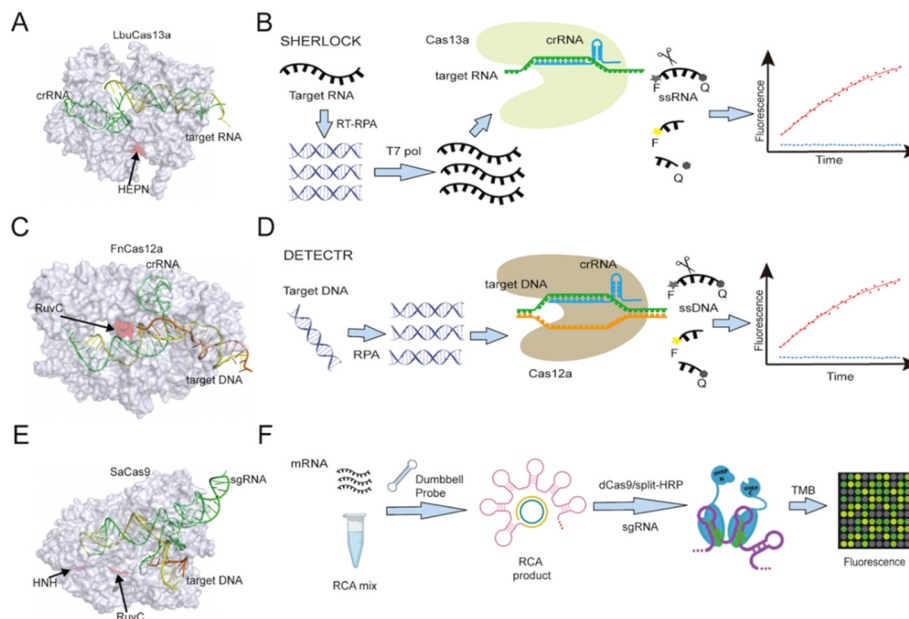 A
LbuCas13a
crRNA
target RNA
HEPN
B
SHERLOCK
Target RNA
RT-RPA
T7 pol
Cas13a
crRNA
target RNA
F
Q
ssRNA
F
Q
Fluorescence
Time
C
FnCas12a
crRNA
RuvC
target DNA
D
DETECTR
Target DNA
RPA
crRNA
target DNA
Cas12a
F
Q
ssDNA
F
Q
Fluorescence
Time
E
SaCas9
sgRNA
target DNA
HNH
RuvC
F
mRNA
Dumbbell
Probe
RCA mix
RCA
product
dCas9/split-HRP
sgRNA
sHRP
N
sHRP
C
TMB
Fluorescence